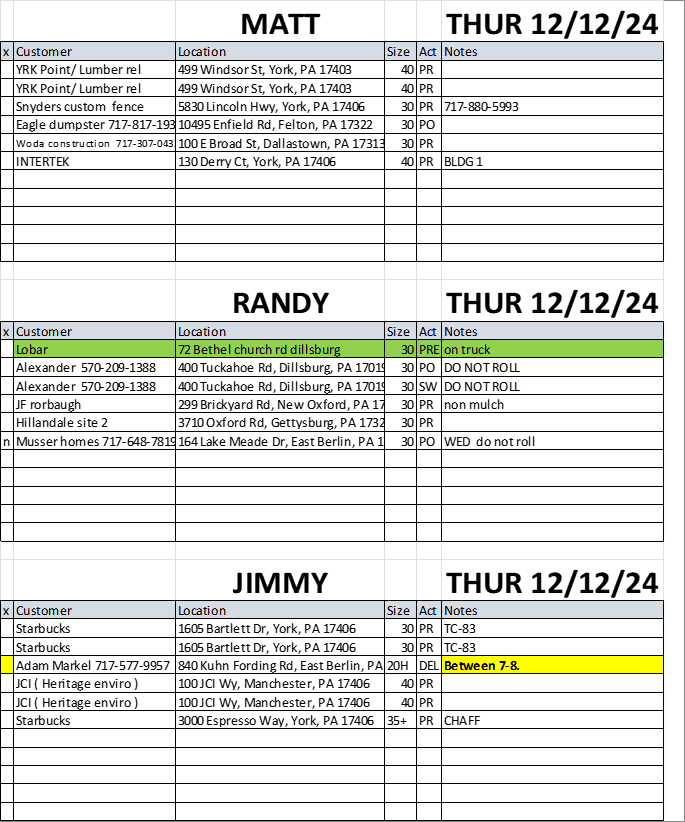 MATT THUR 12/12/24
x Customer Location Size Act Notes
YRK Point/ Lumber rel 499 Windsor St, York, PA 17403 40 PR
YRK Point/ Lumber rel 499 Windsor St, York, PA 17403 40 PR
Snyders custom fence 5830 Lincoln Hwy, York, PA 17406 30 PR 717-880-5993
Eagle dumpster 717-817-193 10495 Enfield Rd, Felton, PA 17322 30 PO
Woda construction 717-307-043 100 E Broad St, Dallastown, PA 17313 30 PR
INTERTEK 130 Derry Ct, York, PA 17406 40 PR BLDG 1
RANDY THUR 12/12/24
x Customer Location Size Act Notes
Lobar 72 Bethel church rd dillsburg 30 PRE on truck
Alexander 570-209-1388 400 Tuckahoe Rd, Dillsburg, PA 17019 30 PO DO NOT ROLL
Alexander 570-209-1388 400 Tuckahoe Rd, Dillsburg, PA 17019 30 SW DO NOT ROLL
JF rorbaugh 299 Brickyard Rd, New Oxford, PA 17 30 PR non mulch
Hillandale site 2 3710 Oxford Rd, Gettysburg, PA 1732 30 PR
n Musser homes 717-648-7819 164 Lake Meade Dr, East Berlin, PA 1 30 PO WED do not roll
JIMMY THUR 12/12/24
x Customer Location Size Act Notes
Starbucks 1605 Bartlett Dr, York, PA 17406 30 PR TC-83
Starbucks 1605 Bartlett Dr, York, PA 17406 30 PR TC-83
Adam Markel 717-577-9957 840 Kuhn Fording Rd, East Berlin, PA 20H DEL Between 7-8.
JCI ( Heritage enviro ) 100 JCI Wy, Manchester, PA 17406 40 PR
JCI ( Heritage enviro ) 100 JCI Wy, Manchester, PA 17406 40 PR
Starbucks 3000 Espresso Way, York, PA 17406 35+ PR CHAFF